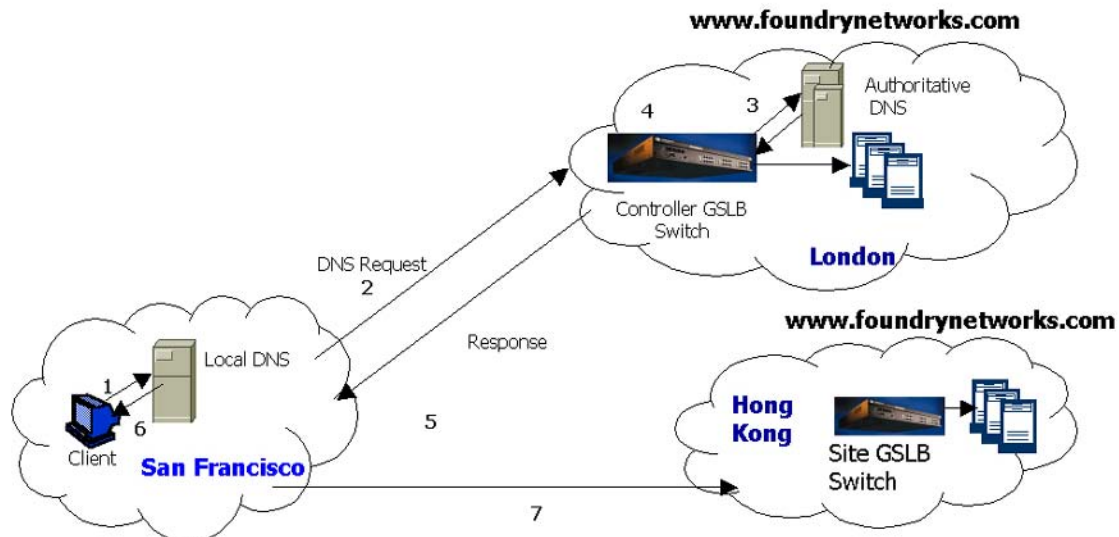 www.foundrynetworks.com
4
3
Authoritative
DNS
Controller GSLB
Switch
London
DNS Request
2
Response
www.foundrynetworks.com
Local DNS
1
6
Client
San Francisco
5
Hong
Kong
Site GSLB
Switch
7